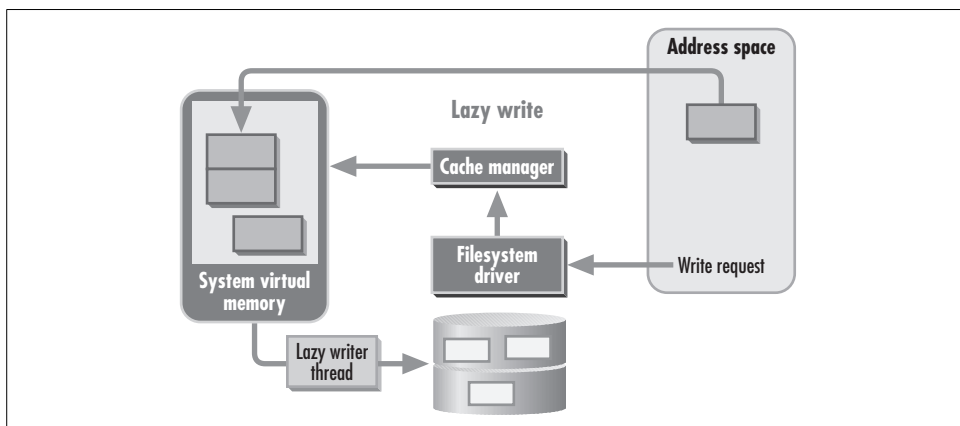 Address space
Lazy write
Cache manager
Filesystem
driver
Write request
System virtual
memory
Lazy writer
thread